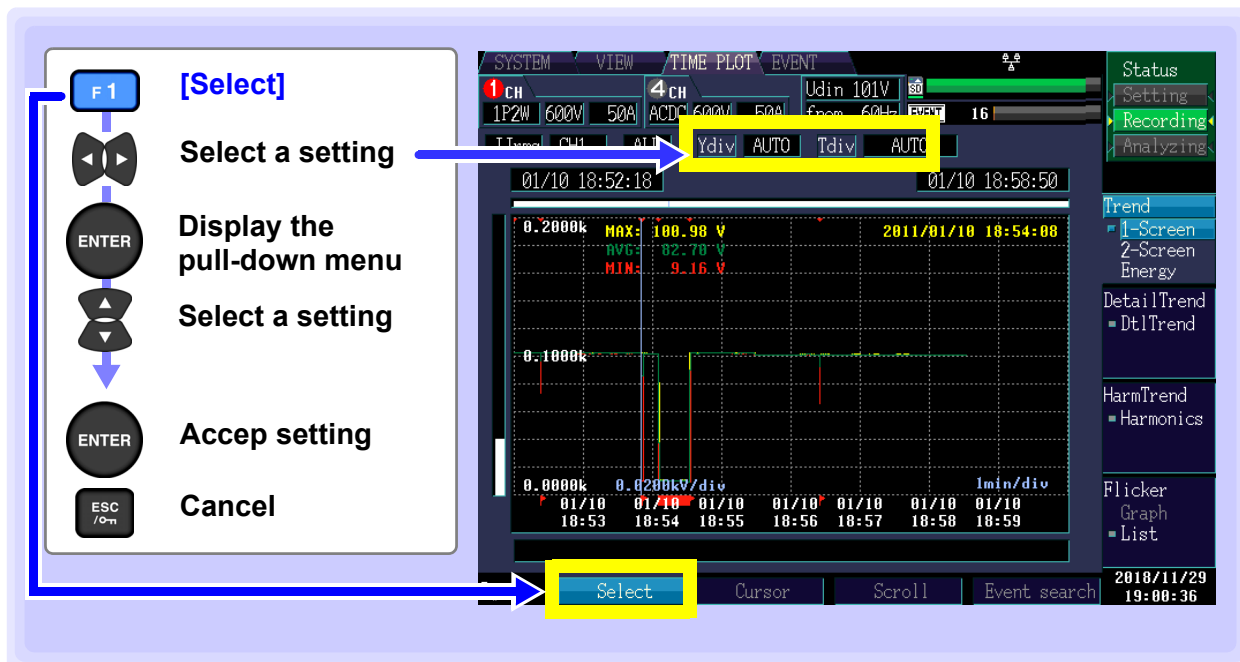 F 1
[Select]
Select a setting
ENTER
Display the
pull-down menu
Select a setting
ENTER
Accep setting
ESC
Cancel
SYSTEM VIEW TIME PLOT EVENT
1 CH 4 CH Udin 101V SD
1P2W 600V 50A ACDC 600V 50A 60Hz EVENT 16
CH1 Ydiv AUTO Tdiv AUTO
01/10 18:52:18 01/10 18:58:50
0.2000k MAX: 100.98 V 2011/01/10 18:54:08
AVG: 82.70 V
MIN: 9.16 V
0.1000k
0.0000k 0.0200kV/div 1min/div
01/10 01/10 01/10 01/10 01/10 01/10 01/10
18:53 18:54 18:55 18:56 18:57 18:58 18:59
Select Cursor Scroll Event search
Status
Setting
Recording
Analyzing
Trend
1-Screen
2-Screen
Energy
DetailTrend
DtlTrend
HarmTrend
Harmonics
Flicker
Graph
List
2018/11/29
19:00:36